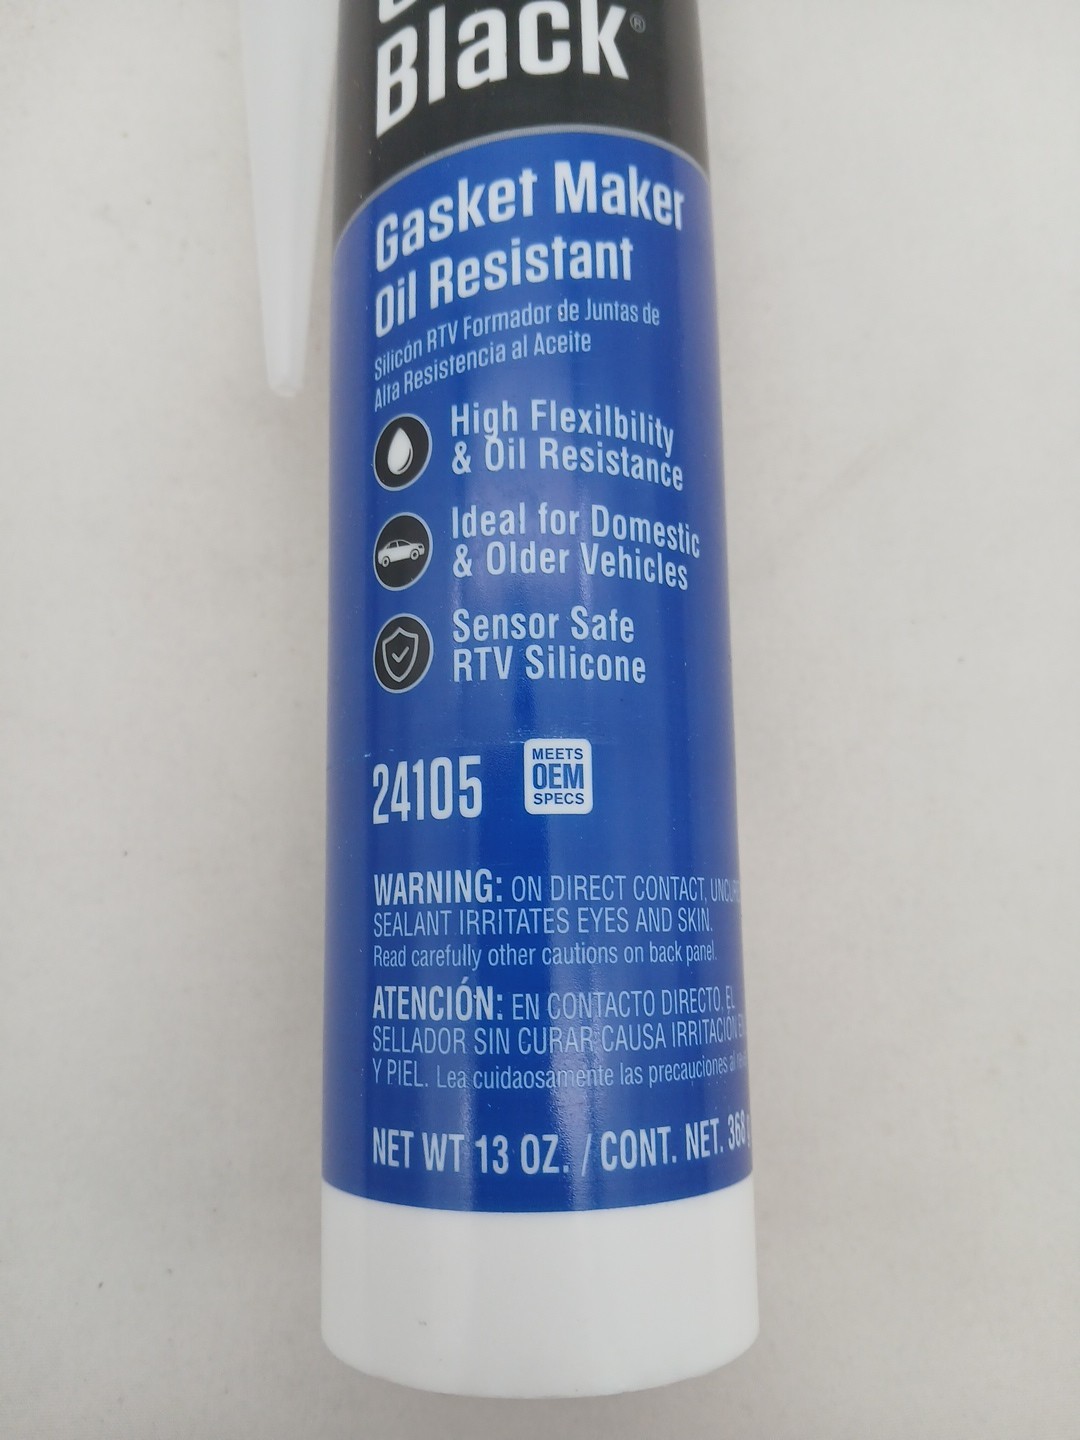 Black®
Gasket Maker
Oil Resistant
Silicón RTV Formador de Juntas de
Alta Resistencia al Aceite
High Flexilbility
& Oil Resistance
Ideal for Domestic
& Older Vehicles
Sensor Safe
RTV Silicone
24105
MEETS
OEM
SPECS
WARNING: ON DIRECT CONTACT,
SEALANT IRRITATES EYES AND SKIN.
Read carefully other cautions on back panel.
ATENCIÓN: EN CONTACTO DIRECTO, EL
SELLADOR SIN CURAR CAUSA IRRITACIÓN
Y PIEL. Lea cuidaosamente las precauciones al
NET WT 13 OZ. / CONT. NET. 368 g